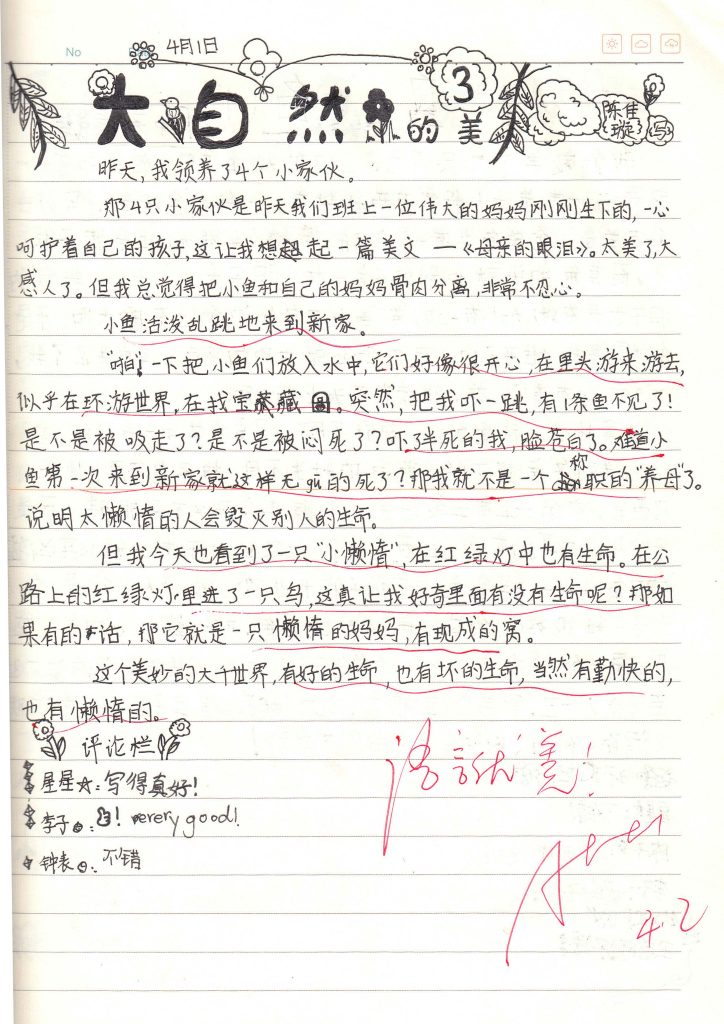 No
4月1日
大自然的美 3
陈佳璇 写
昨天,我领养了4个小家伙。
那4只小家伙是昨天我们班上一位伟大的妈妈刚刚生下的,一心
呵护着自己的孩子,这让我想起一篇美文—《母亲的眼泪》。太美了,大
感人了。但我总觉得把小鱼和自己的妈妈骨肉分离,非常不忍心。
小鱼活泼乱跳地来到新家。
"啪"一下把小鱼们放入水中,它们好像很开心,在里头游来游去,
似乎在环游世界,在找宝藏。突然,把我吓一跳,有1条鱼不见了!
是不是被吸走了?是不是被闷死了?吓了半死的我,脸苍白了。难道小
鱼第一次来到新家就这样无gū的死了?那我就不是一个称职的"养母"了。
说明太懒惰的人会毁灭别人的生命。
但我今天也看到了一只"小懒惰",在红绿灯中也有生命。在公
路上的红绿灯里进了一只鸟,这真让我好奇里面有没有生命呢?那如
果有的话,那它就是一只懒惰的妈妈,有现成的窝。
这个美妙的大千世界,有好的生命,也有坏的生命,当然有勤快的,
也有懒惰的。
评论栏
星星☆:写得真好!
李子:! very good!
钟表:不错
语言优美!
A+++
4.2